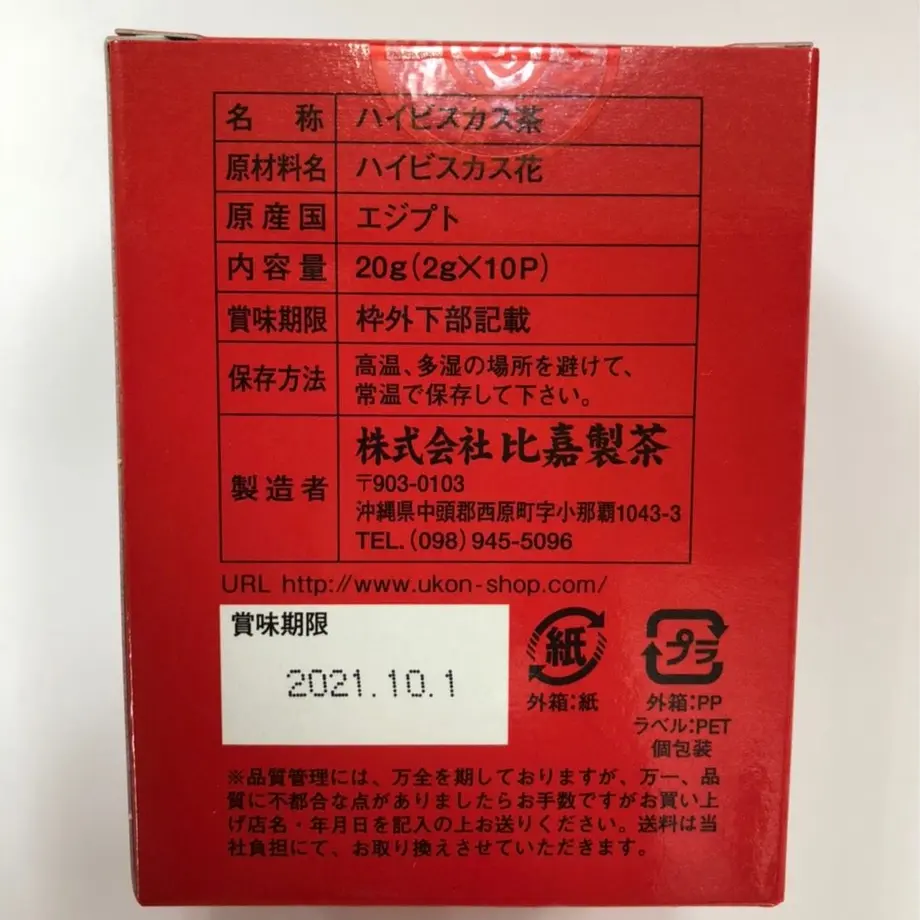 名称 ハイビスカス茶
原材料名 ハイビスカス花
原産国 エジプト
内容量 20g(2g×10P)
賞味期限 枠外下部記載
保存方法 高温、多湿の場所を避けて、
常温で保存して下さい。
製造者 株式会社比嘉製茶
〒903-0103
沖縄県中頭郡西原町字小那覇1043-3
TEL.(098)945-5096
URL http://www.ukon-shop.com/
賞味期限
2021.10.1
紙
外箱:紙
プラ
外箱:PP
ラベル:PET
個包装
※品質管理には、万全を期しておりますが、万一、品
質に不都合な点がありましたらお手数ですがお買い上
げ店名・年月日を記入の上お送りください。送料は当
社負担にて、お取り換えさせていただきます。